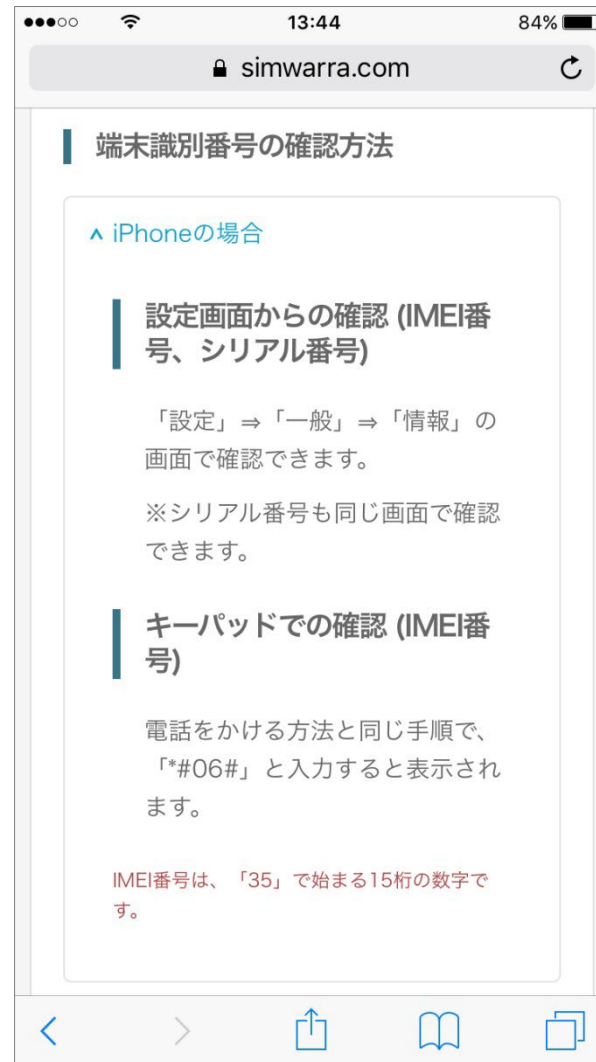 13:44
84%
simwarra.com
端末識別番号の確認方法
iPhoneの場合
設定画面からの確認 (IMEI番
号、シリアル番号)
「設定」⇒「一般」⇒「情報」の
画面で確認できます。
※シリアル番号も同じ画面で確認
できます。
キーパッドでの確認 (IMEI番
号)
電話をかける方法と同じ手順で、
「*#06#」と入力すると表示され
ます。
IMEI番号は、「35」で始まる15桁の数字で
す。